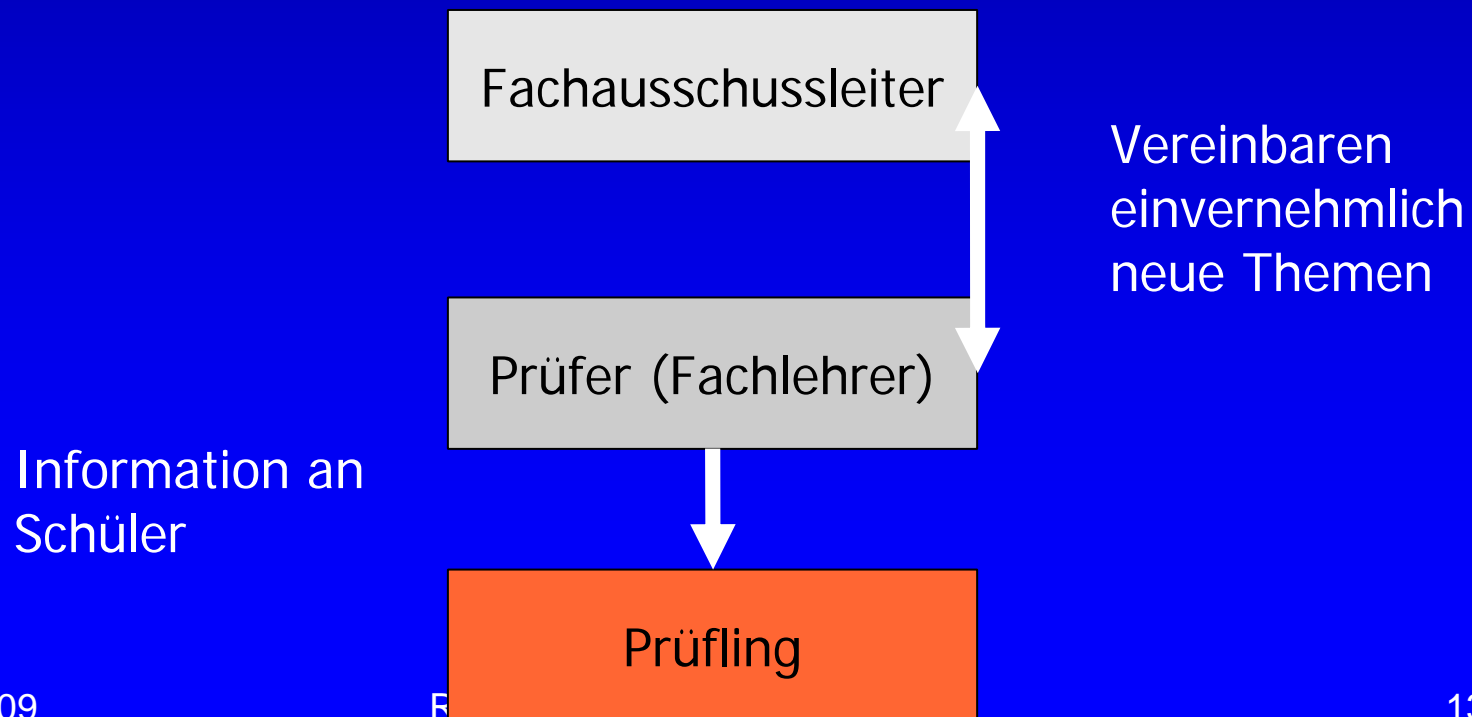 Fachausschussleiter
Vereinbaren
einvernehmlich
neue Themen
Prüfer (Fachlehrer)
Information an
Schüler
Prüfling